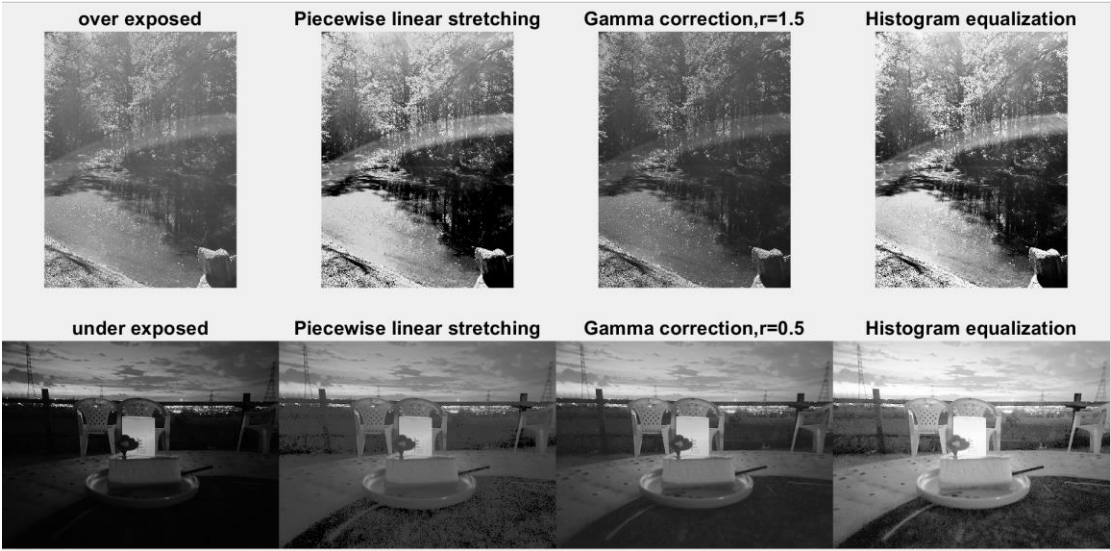 over exposed
Piecewise linear stretching
Gamma correction,r=1.5
Histogram equalization
under exposed
Piecewise linear stretching
Gamma correction,r=0.5
Histogram equalization